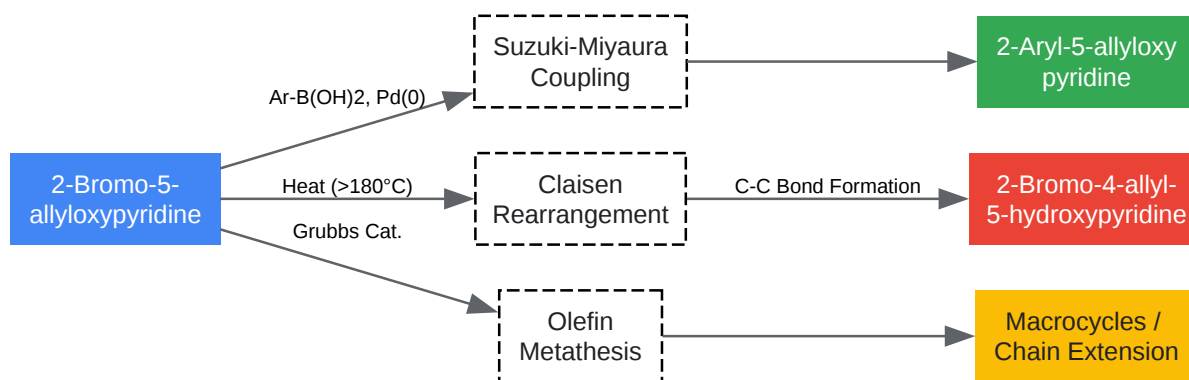 Suzuki-Miyaura
Coupling
2-Aryl-5-allyloxy
pyridine
Ar-B(OH)2, Pd(0)
2-Bromo-5-
allyloxypyridine
Heat (>180°C)
Claisen
Rearrangement
C-C Bond Formation
2-Bromo-4-allyl-
5-hydroxypyridine
Grubbs Cat.
Olefin
Metathesis
Macrocycles /
Chain Extension